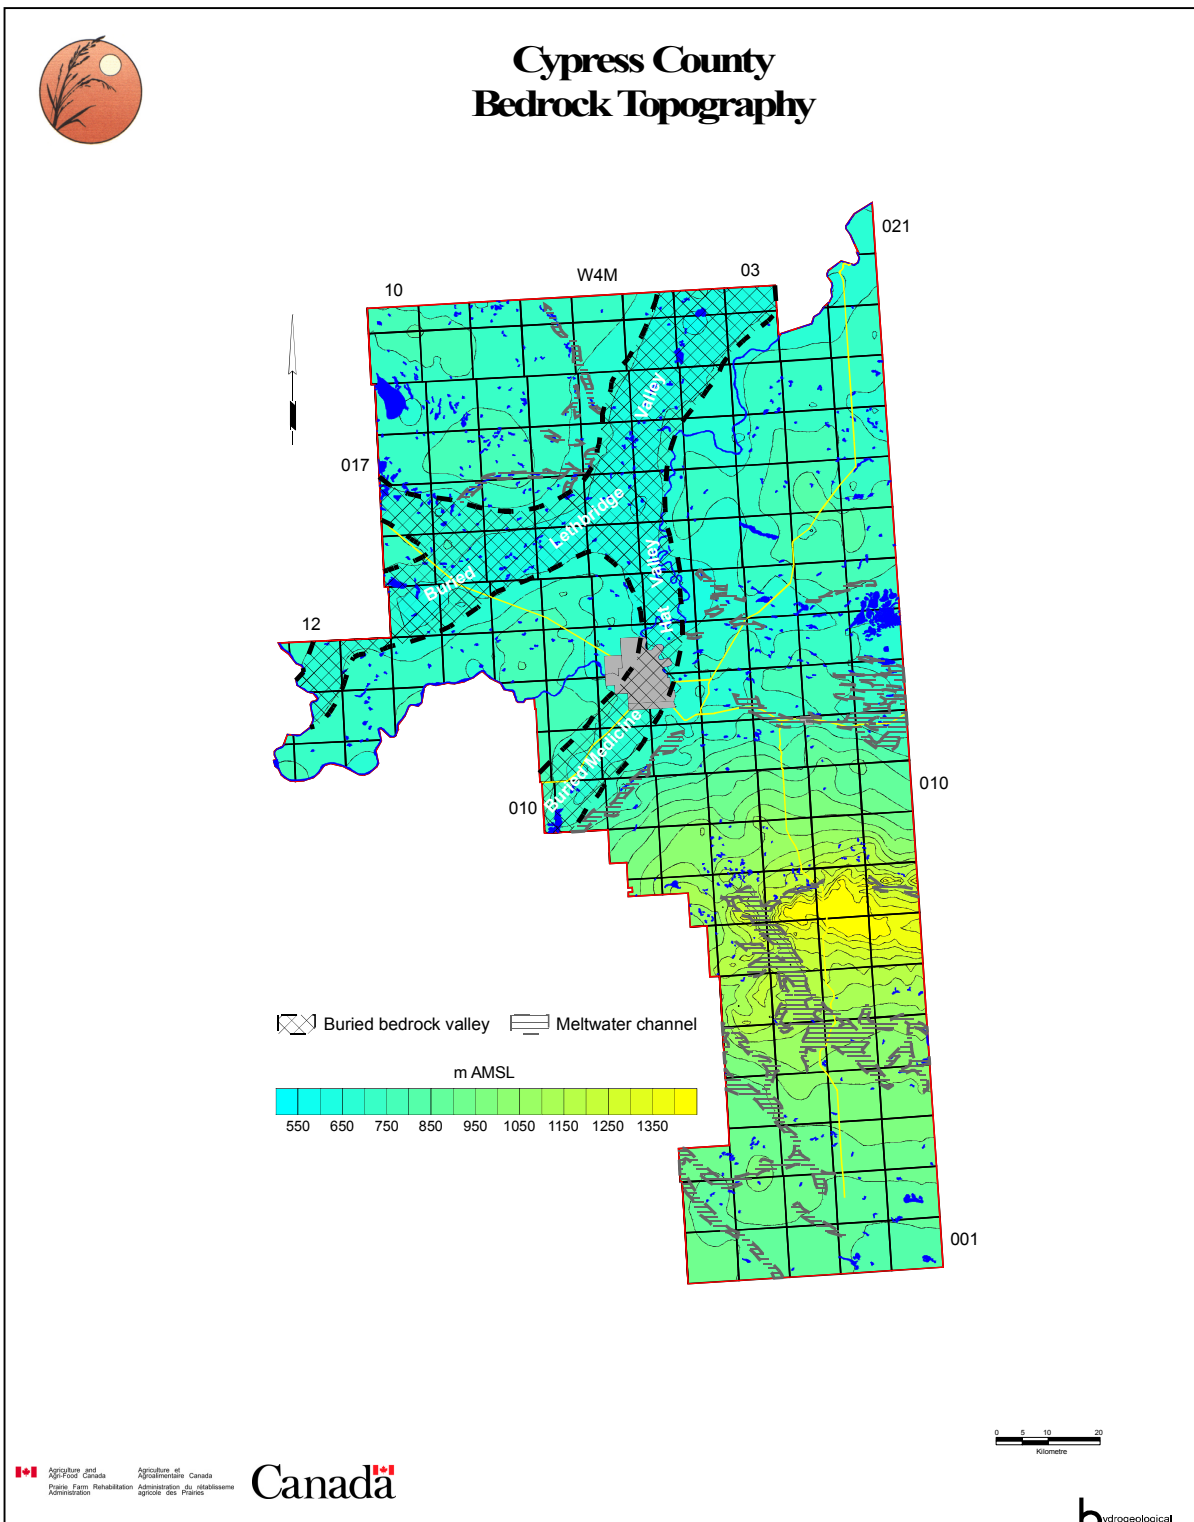 Cypress County
Bedrock Topography
021
W4M
03
10
Valley
017
Lethbridge
Valley
Buried
Hat
12
Buried Medicine
010
010
Buried bedrock valley
Meltwater channel
m AMSL
550 650 750 850 950 1050 1150 1250 1350
001
0 5 10 20
Kilometre
Agriculture and
Agri-Food Canada
Agriculture et
Agroalimentaire Canada
Prairie Farm Rehabilitation
Administration
Administration du rétablisseme
agricole des Prairies
Canada
hydrogeological